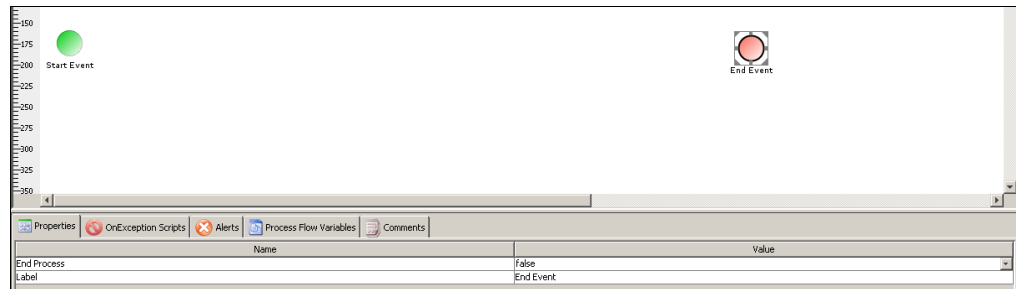 150
175
Start Event
200
End Event
225
250
275
300
325
350
Properties OnException Scripts Alerts Process Flow Variables Comments
Name Value
End Process false
Label End Event